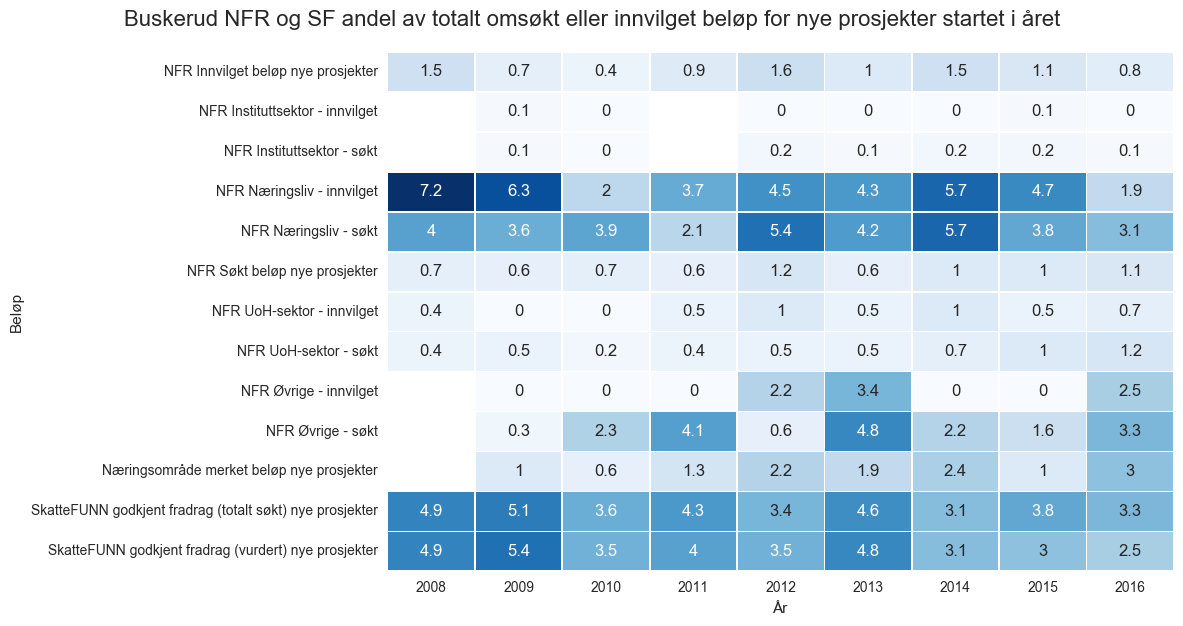 Buskerud NFR og SF andel av totalt omsøkt eller innvilget beløp for nye prosjekter startet i året
NFR Innvilget beløp nye prosjekter 1.5 0.7 0.4 0.9 1.6 1 1.5 1.1 0.8
NFR Instituttsektor - innvilget 0.1 0 0 0 0 0.1 0
NFR Instituttsektor - søkt 0.1 0 0.2 0.1 0.2 0.2 0.1
NFR Næringsliv - innvilget 7.2 6.3 2 3.7 4.5 4.3 5.7 4.7 1.9
NFR Næringsliv - søkt 4 3.6 3.9 2.1 5.4 4.2 5.7 3.8 3.1
NFR Søkt beløp nye prosjekter 0.7 0.6 0.7 0.6 1.2 0.6 1 1 1.1
NFR UoH-sektor - innvilget 0.4 0 0 0.5 1 0.5 1 0.5 0.7
NFR UoH-sektor - søkt 0.4 0.5 0.2 0.4 0.5 0.5 0.7 1 1.2
NFR Øvrige - innvilget 0 0 0 2.2 3.4 0 0 2.5
NFR Øvrige - søkt 0.3 2.3 4.1 0.6 4.8 2.2 1.6 3.3
Næringsområde merket beløp nye prosjekter 1 0.6 1.3 2.2 1.9 2.4 1 3
SkatteFUNN godkjent fradrag (totalt søkt) nye prosjekter 4.9 5.1 3.6 4.3 3.4 4.6 3.1 3.8 3.3
SkatteFUNN godkjent fradrag (vurdert) nye prosjekter 4.9 5.4 3.5 4 3.5 4.8 3.1 3 2.5
2008 2009 2010 2011 2012 2013 2014 2015 2016
År
Beløp